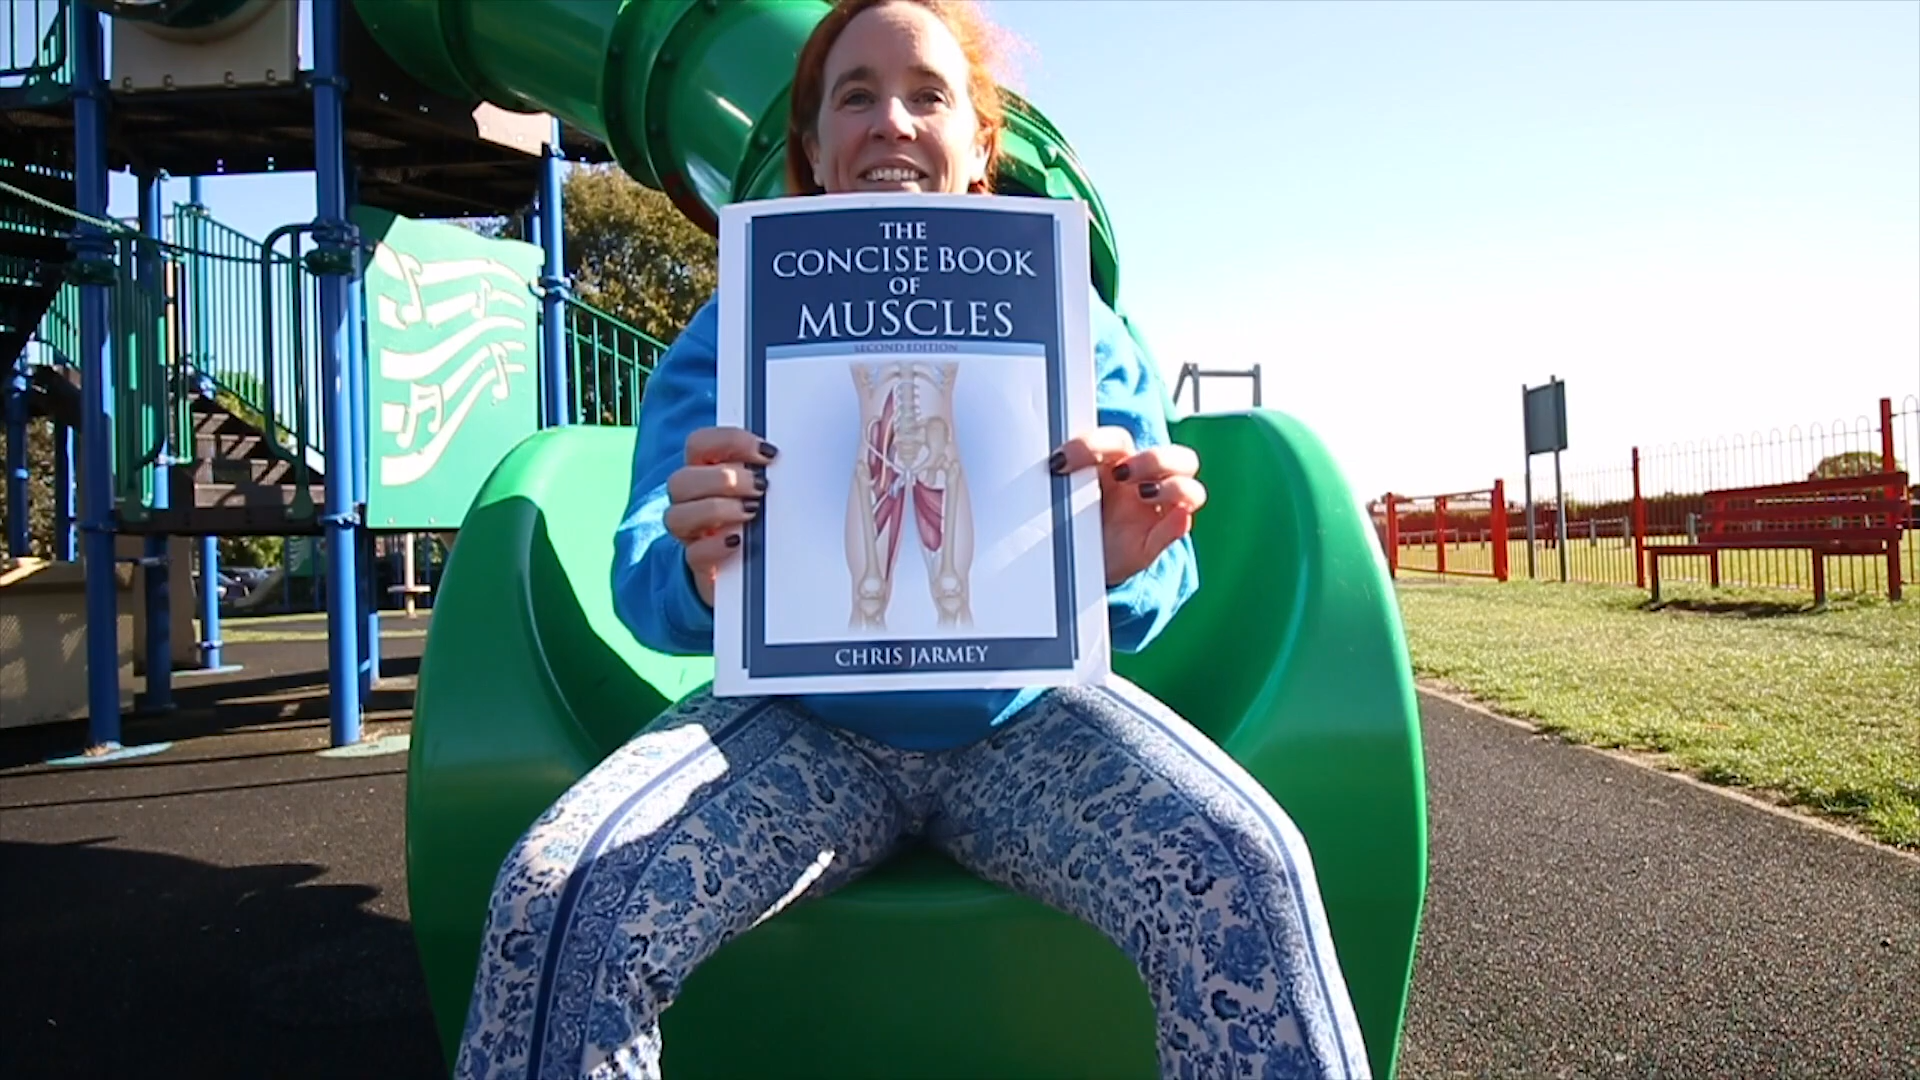 THE
CONCISE BOOK
OF
MUSCLES
SECOND EDITION
CHRIS JARMEY